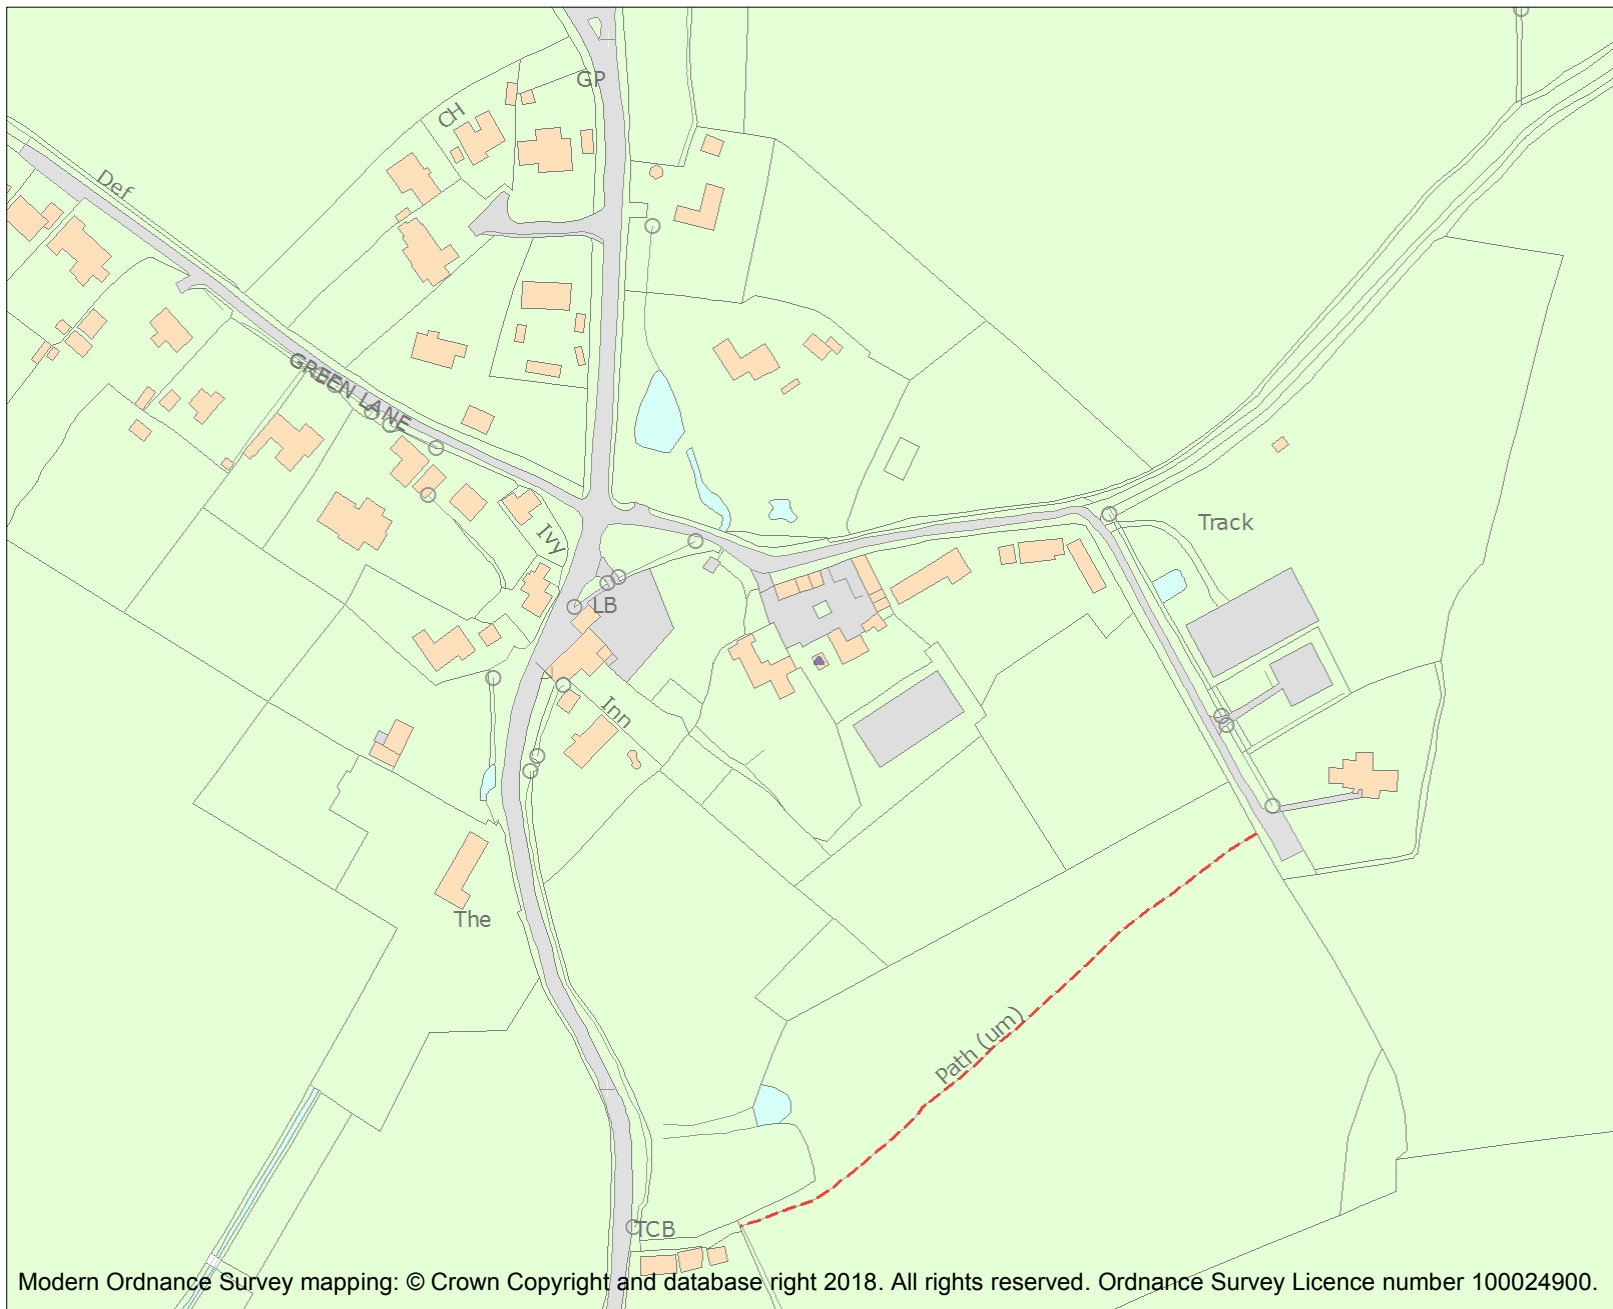 GP
CH
Def
GREEN LANE
Track
Ivy
LB
Inn
The
Path (um)
TCB
Modern Ordnance Survey mapping: © Crown Copyright and database right 2018. All rights reserved. Ordnance Survey Licence number 100024900.